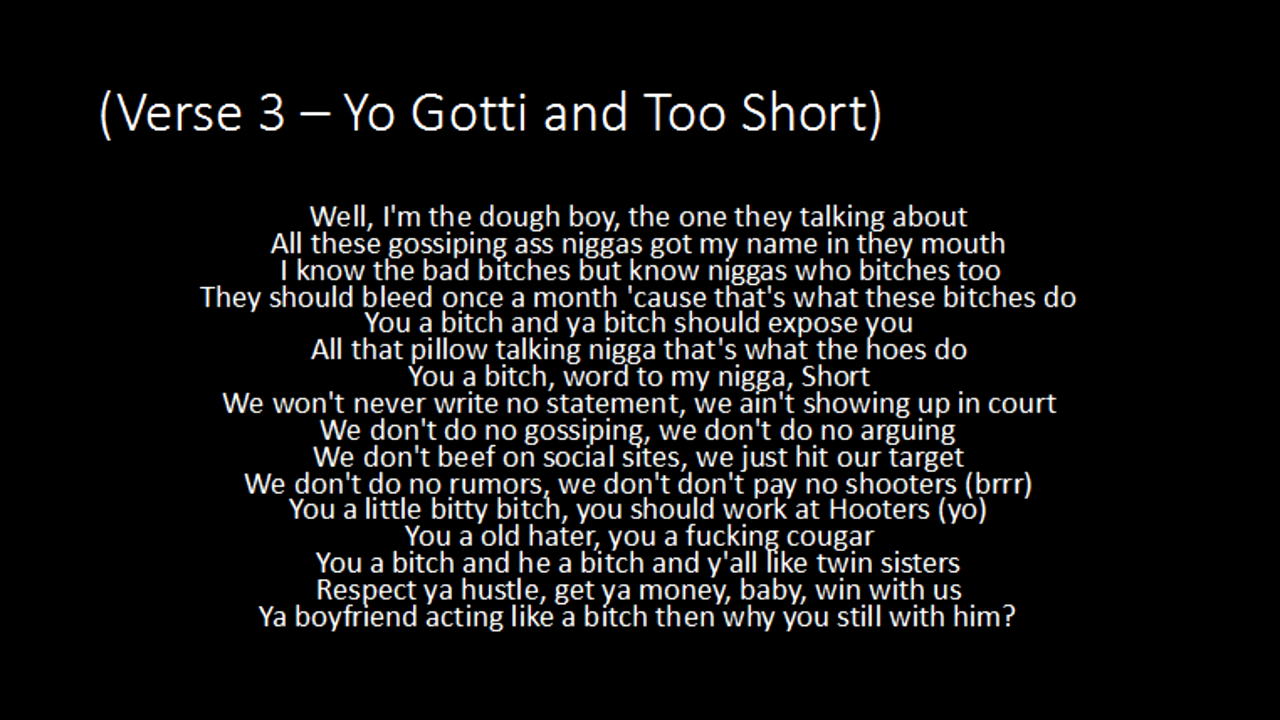 (Verse 3 – Yo Gotti and Too Short)
Well, I'm the dough boy, the one they talking about
All these gossiping ass niggas got my name in they mouth
I know the bad bitches but know niggas who bitches too
They should bleed once a month 'cause that's what these bitches do
You a bitch and ya bitch should expose you
All that pillow talking nigga that's what the hoes do
You a bitch, word to my nigga, Short
We won't never write no statement, we ain't showing up in court
We don't do no gossiping, we don't do no arguing
We don't beef on social sites, we just hit our target
We don't do no rumors, we don't don't pay no shooters (brrr)
You a little bitty bitch, you should work at Hooters (yo)
You a old hater, you a fucking cougar
You a bitch and he a bitch and y'all like twin sisters
Respect ya hustle, get ya money, baby, win with us
Ya boyfriend acting like a bitch then why you still with him?